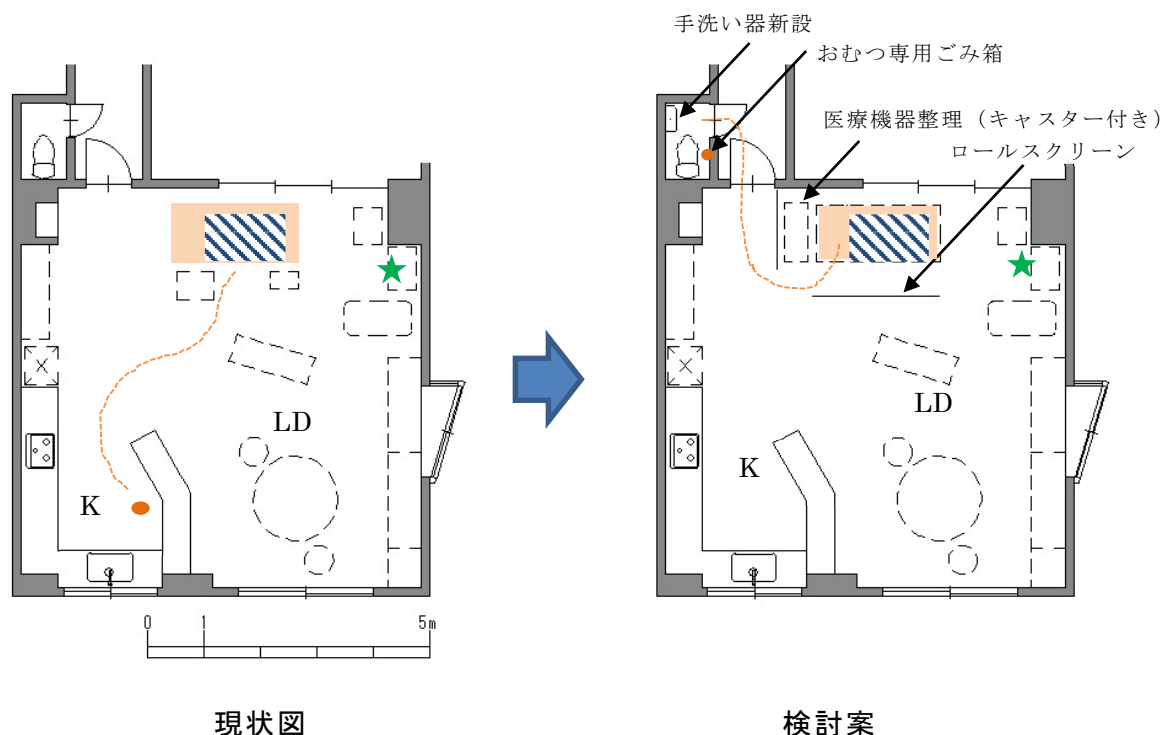 手洗い器新設
おむつ専用ごみ箱
医療機器整理（キャスター付き）
ロールスクリーン
LD
K
LD
K
0 1 5m
現状図
検討案